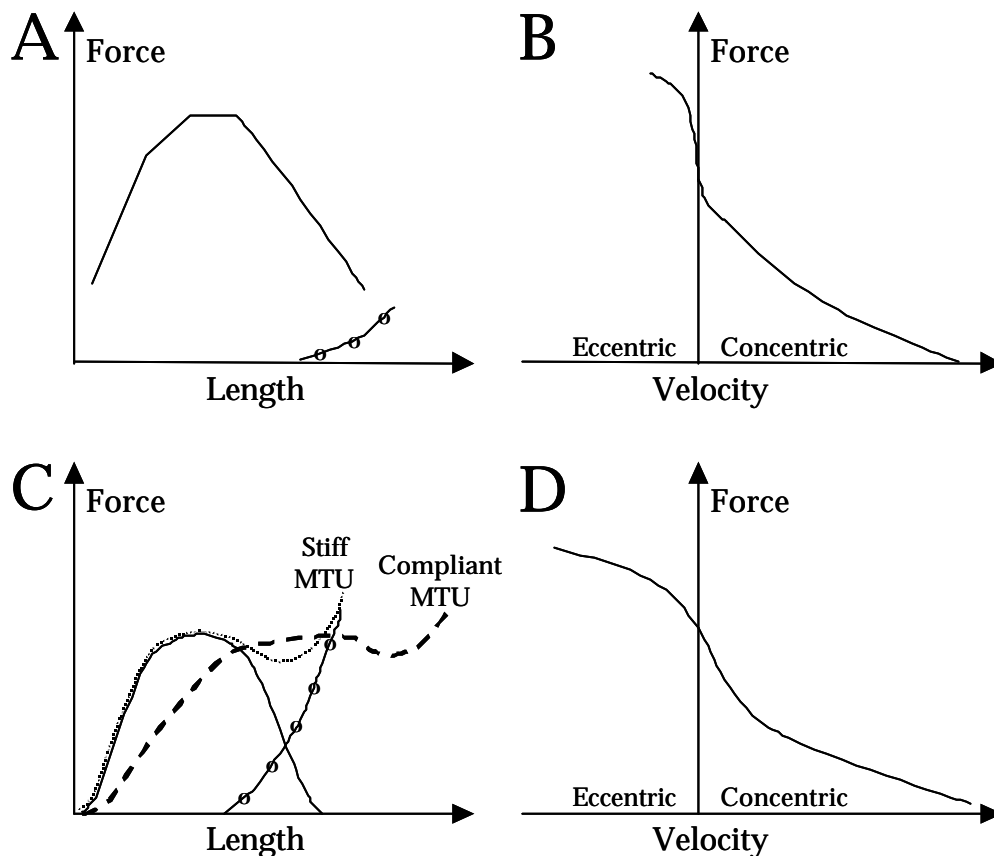 A
Force
Length
B
Force
Eccentric Concentric
Velocity
C
Force
Stiff
MTU
Compliant
MTU
Length
D
Force
Eccentric Concentric
Velocity